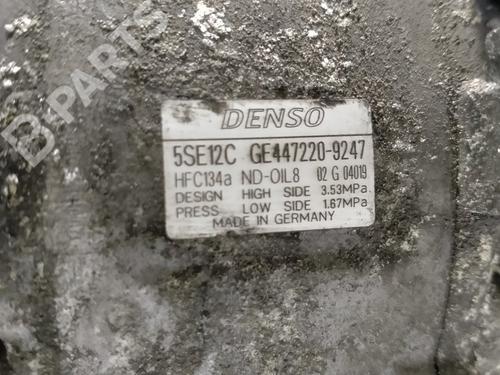 B-PARTS
DENSO
5SE12C GE447220-9247
HFC134a ND-OIL8 02 G 04019
DESIGN HIGH SIDE 3.53MPa
PRESS LOW SIDE 1.67MPa
MADE IN GERMANY